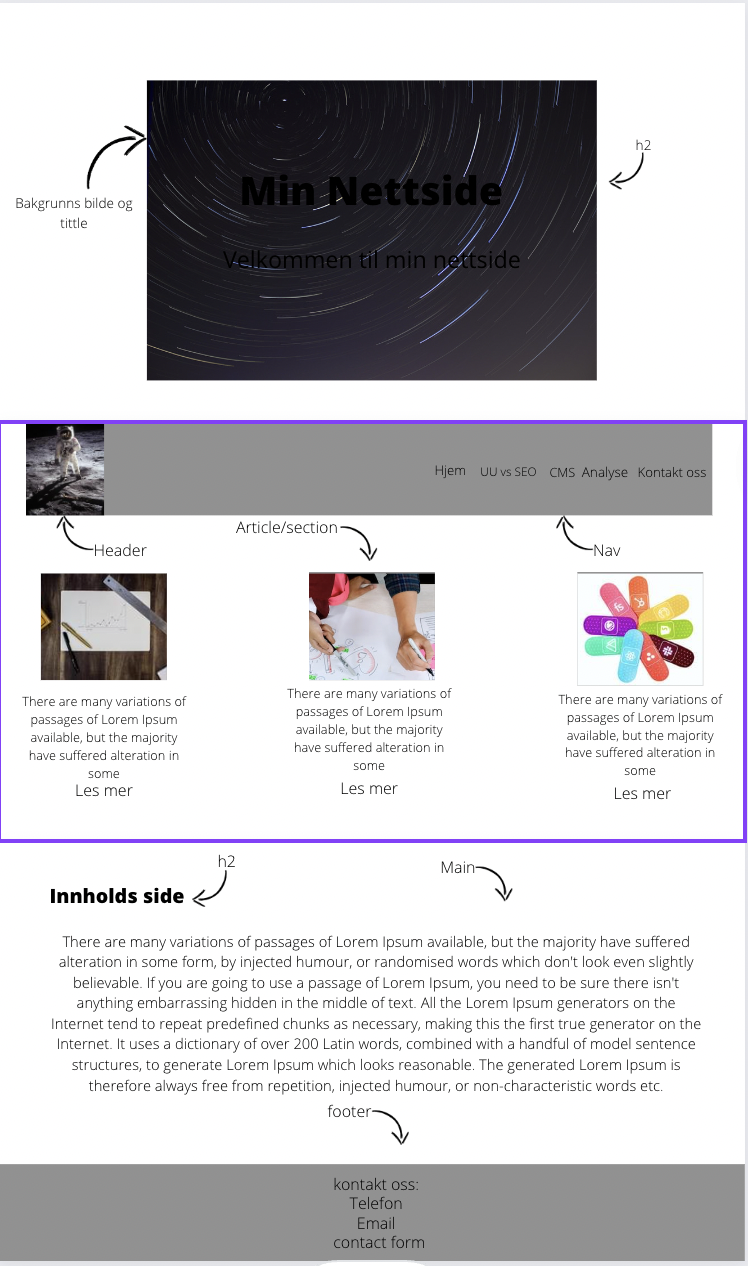 h2
Bakgrunns bilde og
tittle
Min Nettside
Velkommen til min nettside
Hjem UU vs SEO CMS Analyse Kontakt oss
Article/section
Header
Nav
There are many variations of
passages of Lorem Ipsum
available, but the majority
have suffered alteration in
some
Les mer
There are many variations of
passages of Lorem Ipsum
available, but the majority
have suffered alteration in
some
Les mer
There are many variations of
passages of Lorem Ipsum
available, but the majority
have suffered alteration in
some
Les mer
h2
Main
Innholds side
There are many variations of passages of Lorem Ipsum available, but the majority have suffered
alteration in some form, by injected humour, or randomised words which don't look even slightly
believable. If you are going to use a passage of Lorem Ipsum, you need to be sure there isn't
anything embarrassing hidden in the middle of text. All the Lorem Ipsum generators on the
Internet tend to repeat predefined chunks as necessary, making this the first true generator on the
Internet. It uses a dictionary of over 200 Latin words, combined with a handful of model sentence
structures, to generate Lorem Ipsum which looks reasonable. The generated Lorem Ipsum is
therefore always free from repetition, injected humour, or non-characteristic words etc.
footer
kontakt oss:
Telefon
Email
contact form